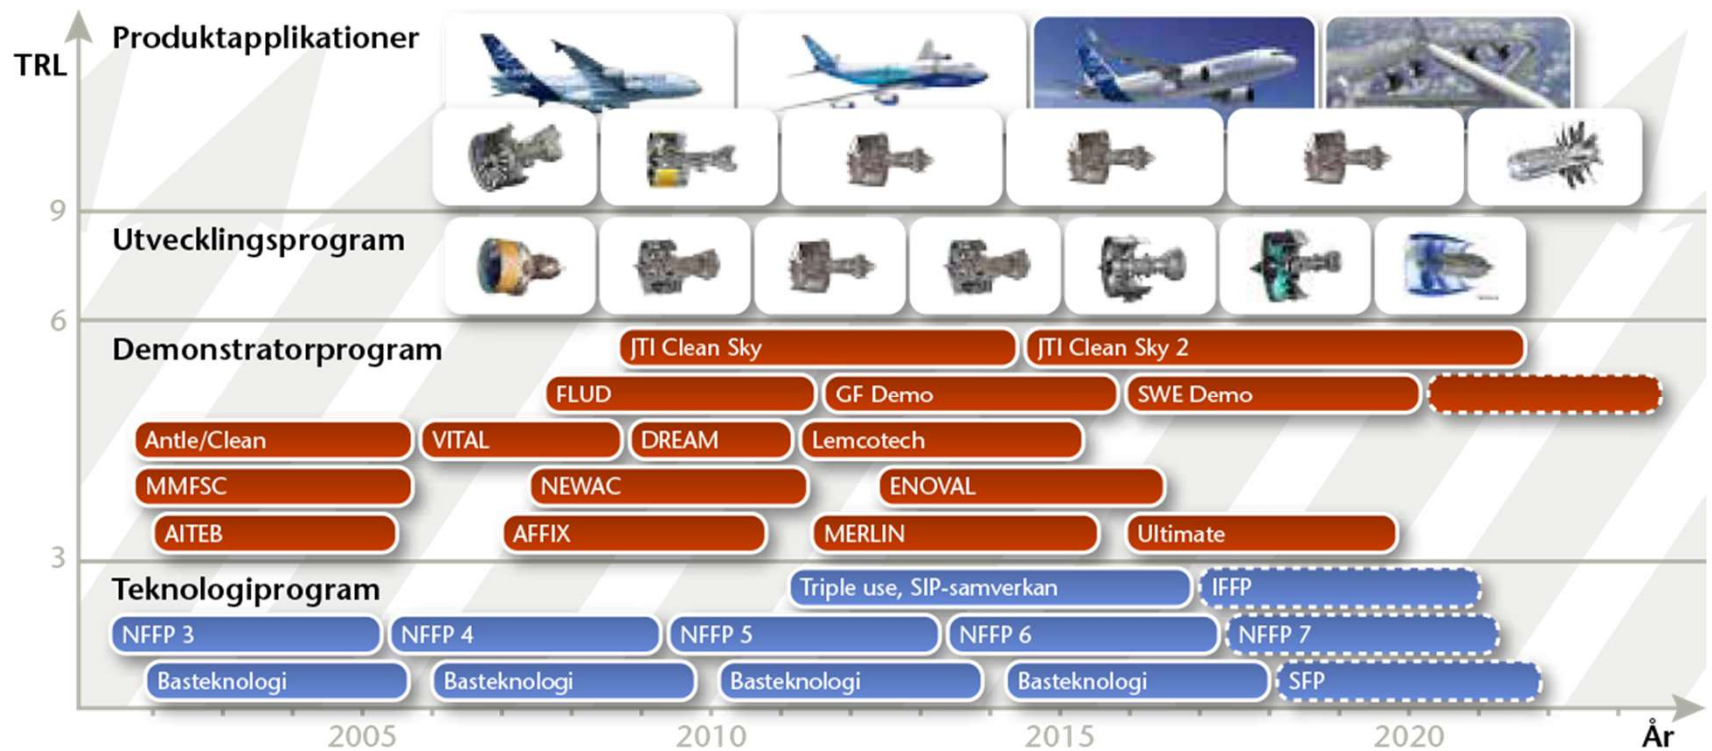 Produktapplikationer
TRL
9
Utvecklingsprogram
6
Demonstratorprogram
JTI Clean Sky
JTI Clean Sky 2
FLUD
GF Demo
SWE Demo
Antle/Clean
VITAL
DREAM
Lemcotech
MMFSC
NEWAC
ENOVAL
AITEB
AFFIX
MERLIN
Ultimate
3
Teknologiprogram
Triple use, SIP-samverkan
IFFP
NFFP 3
NFFP 4
NFFP 5
NFFP 6
NFFP 7
Basteknologi
Basteknologi
Basteknologi
Basteknologi
SFP
2005
2010
2015
2020
År